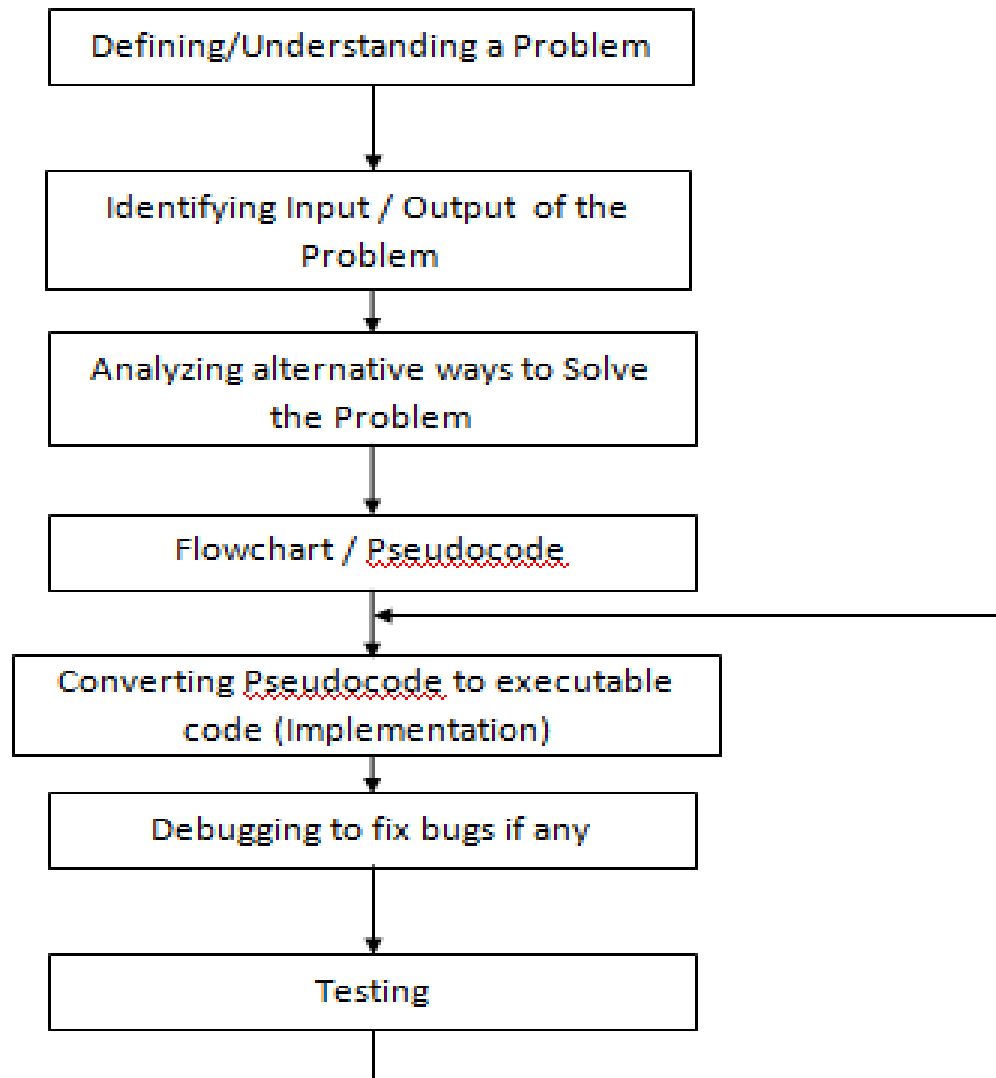 Defining/Understanding a Problem
Identifying Input / Output of the
Problem
Analyzing alternative ways to Solve
the Problem
Flowchart / Pseudocode
Converting Pseudocode to executable
code (Implementation)
Debugging to fix bugs if any
Testing